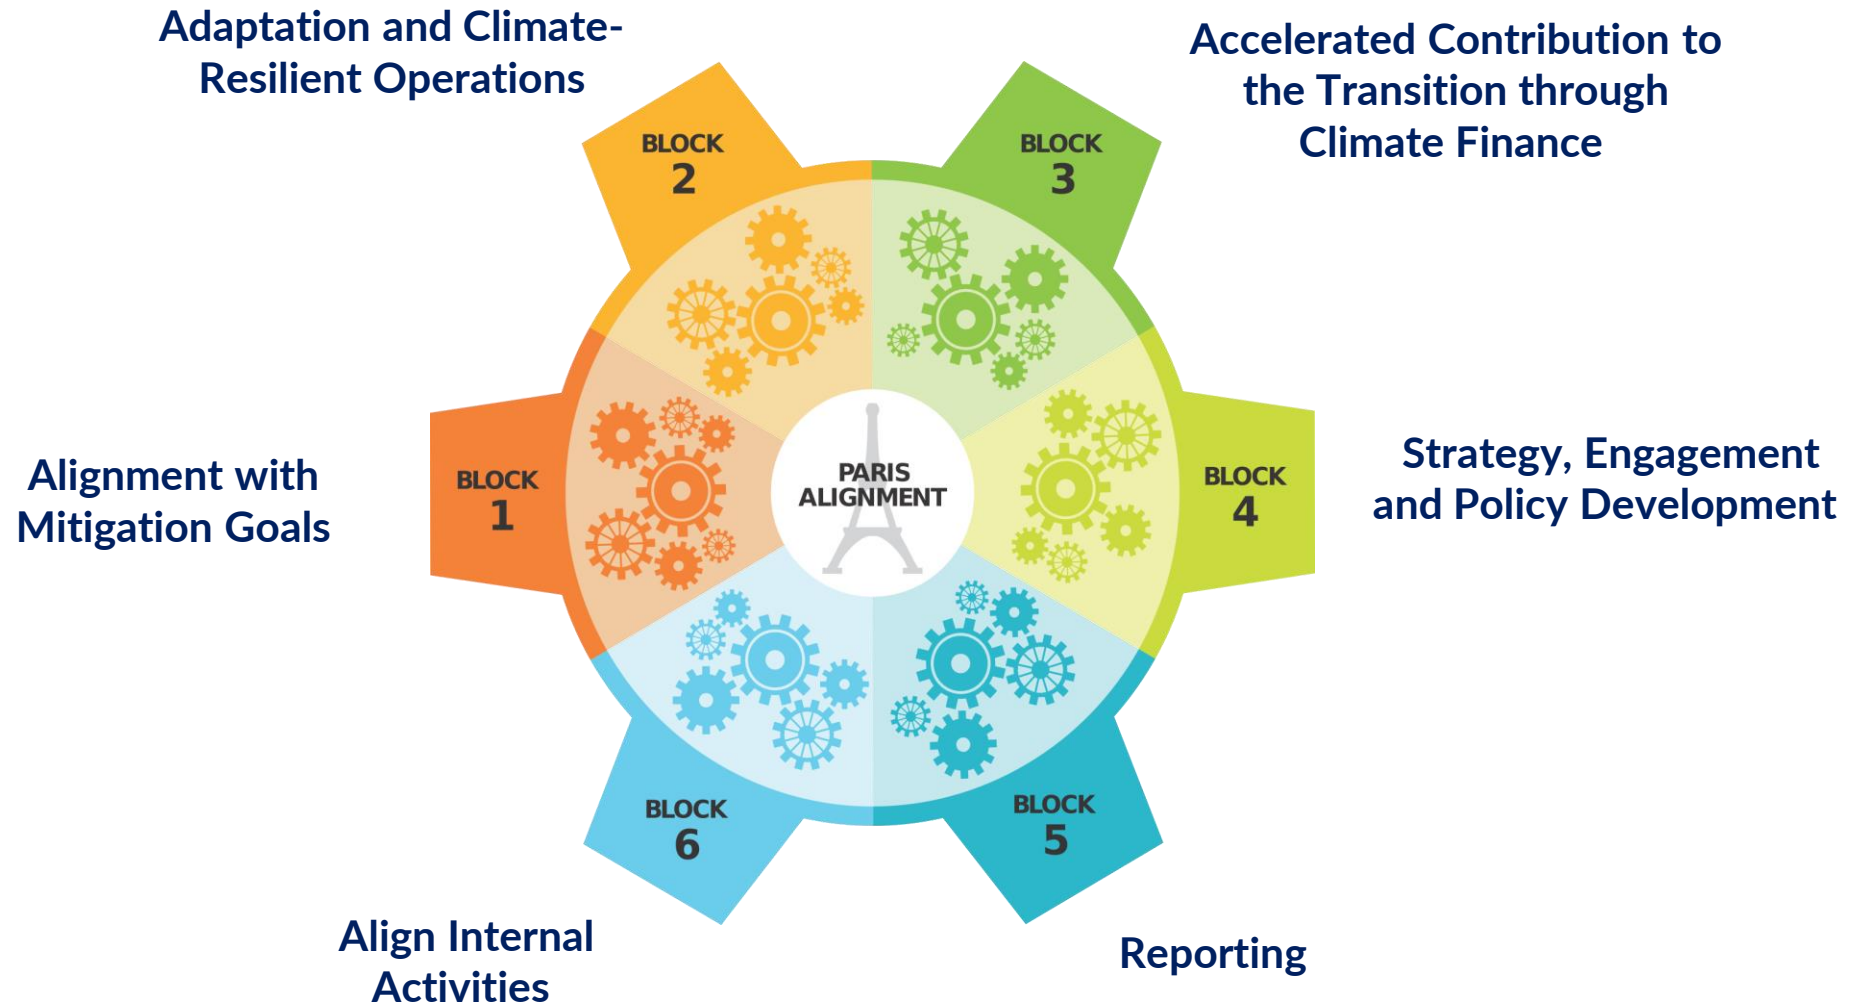 Adaptation and Climate-
Resilient Operations
Accelerated Contribution to
the Transition through
Climate Finance
BLOCK
2
BLOCK
3
Alignment with
Mitigation Goals
BLOCK
1
PARIS
ALIGNMENT
BLOCK
4
Strategy, Engagement
and Policy Development
BLOCK
6
BLOCK
5
Align Internal
Activities
Reporting